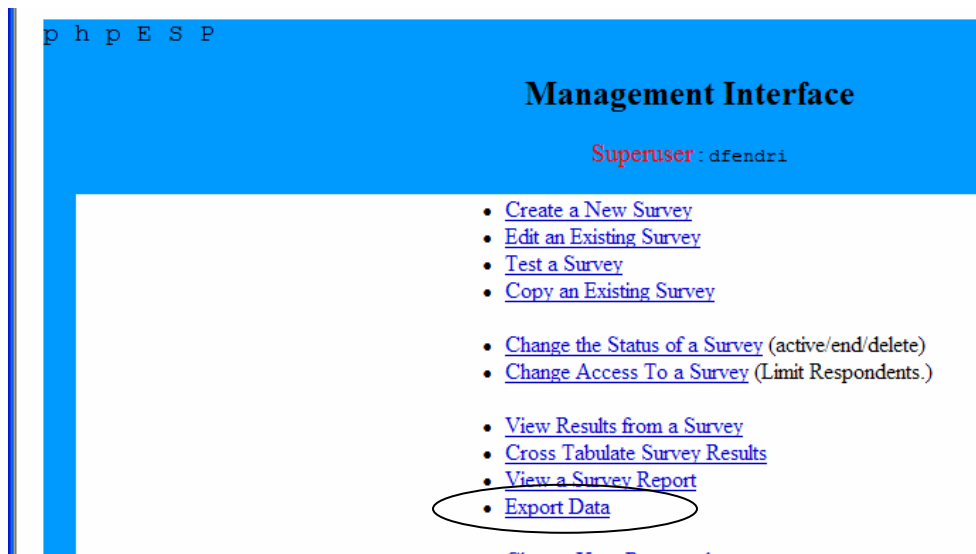 p h p E S P
Management Interface
Superuser : dfendri
• Create a New Survey
• Edit an Existing Survey
• Test a Survey
• Copy an Existing Survey
• Change the Status of a Survey (active/end/delete)
• Change Access To a Survey (Limit Respondents.)
• View Results from a Survey
• Cross Tabulate Survey Results
• View a Survey Report
• Export Data